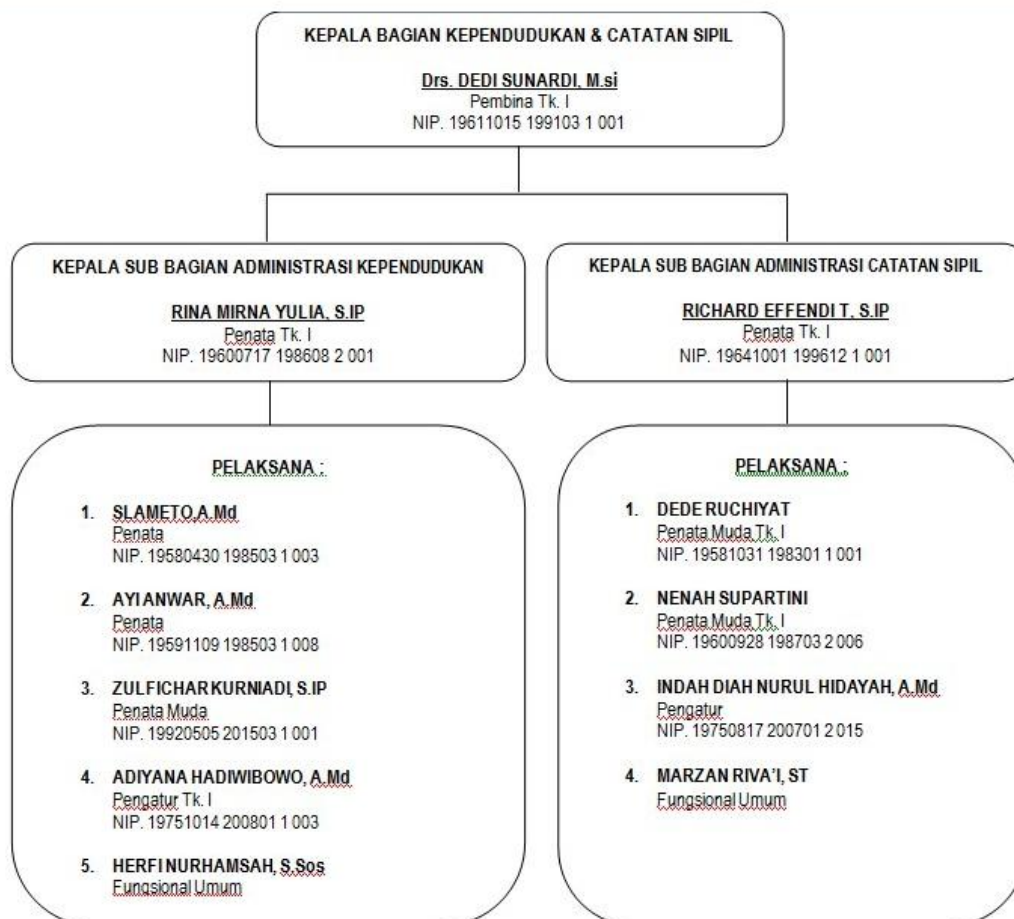 KEPALA BAGIAN KEPENDUDUKAN & CATATAN SIPIL
Drs. DEDI SUNARDI, M.si
Pembina Tk. I
NIP. 19611015 199103 1 001
KEPALA SUB BAGIAN ADMINISTRASI KEPENDUDUKAN
RINA MIRNA YULIA, S.IP
Penata Tk. I
NIP. 19600717 198608 2 001
KEPALA SUB BAGIAN ADMINISTRASI CATATAN SIPIL
RICHARD EFFENDI T, S.IP
Penata Tk. I
NIP. 19641001 199612 1 001
PELAKSANA :
1. SLAMETO,A.Md
Penata
NIP. 19580430 198503 1 003
2. AYI ANWAR, A.Md
Penata
NIP. 19591109 198503 1 008
3. ZULFICHAR KURNIADI, S.IP
Penata Muda
NIP. 19920505 201503 1 001
4. ADIYANA HADIWIBOWO, A.Md
Pengatur Tk. I
NIP. 19751014 200801 1 003
5. HERFI NURHAMSAH, S.Sos
Fungsional Umum
PELAKSANA :
1. DEDE RUCHIYAT
Penata Muda Tk. I
NIP. 19581031 198301 1 001
2. NENAH SUPARTINI
Penata Muda Tk. I
NIP. 19600928 198703 2 006
3. INDAH DIAH NURUL HIDAYAH, A.Md
Pengatur
NIP. 19750817 200701 2 015
4. MARZAN RIVA'I, ST
Fungsional Umum